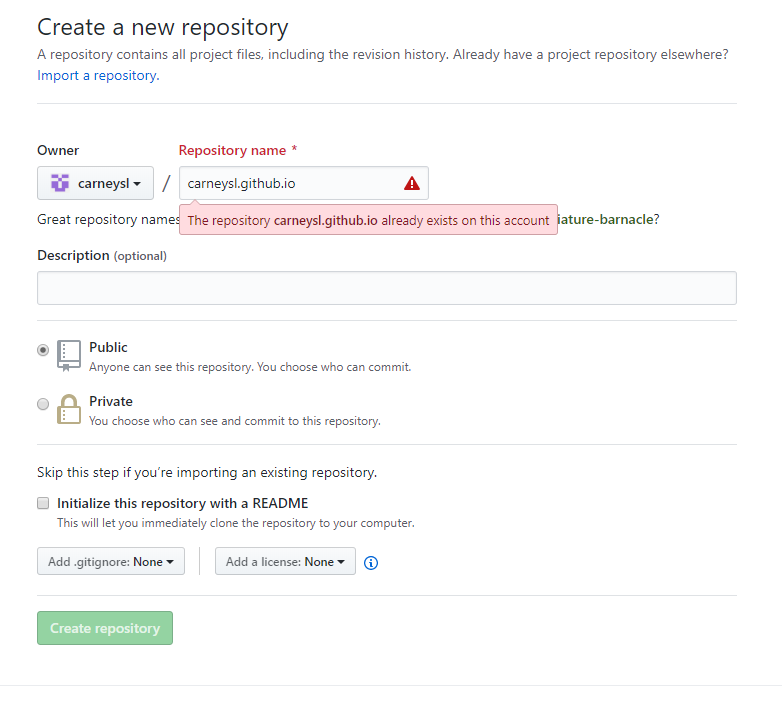 Create a new repository
A repository contains all project files, including the revision history. Already have a project repository elsewhere?
Import a repository.
Owner
Repository name *
carneysl
/
carneysl.github.io
Great repository names
The repository carneysl.github.io already exists on this account
iature-barnacle?
Description (optional)
Public
Anyone can see this repository. You choose who can commit.
Private
You choose who can see and commit to this repository.
Skip this step if you’re importing an existing repository.
Initialize this repository with a README
This will let you immediately clone the repository to your computer.
Add .gitignore: None
Add a license: None
Create repository